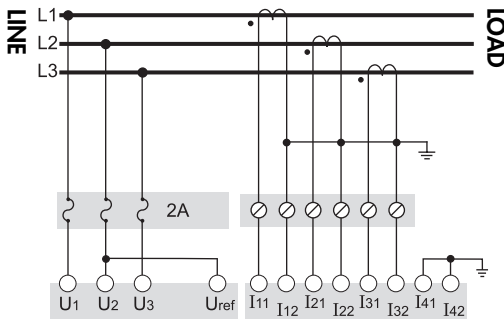 LINE
LOAD
L1
L2
L3
2A
U1 U2 U3 Uref I11 I12 I21 I22 I31 I32 I41 I42